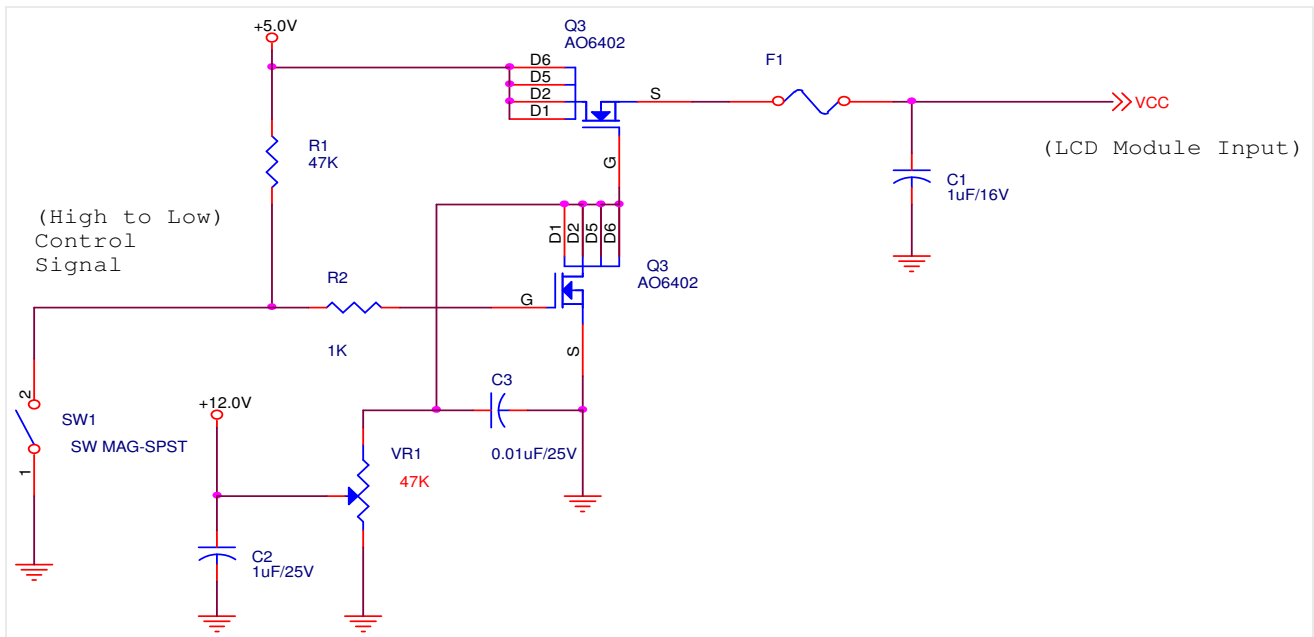 +5.0V
Q3
AO6402
D6
D5
D2
D1
S
G
F1
VCC
(LCD Module Input)
R1
47K
C1
1uF/16V
(High to Low)
Control
Signal
D1
D2
D5
D6
Q3
AO6402
R2
1K
G
S
2
SW1
SW MAG-SPST
1
+12.0V
C3
0.01uF/25V
VR1
47K
C2
1uF/25V